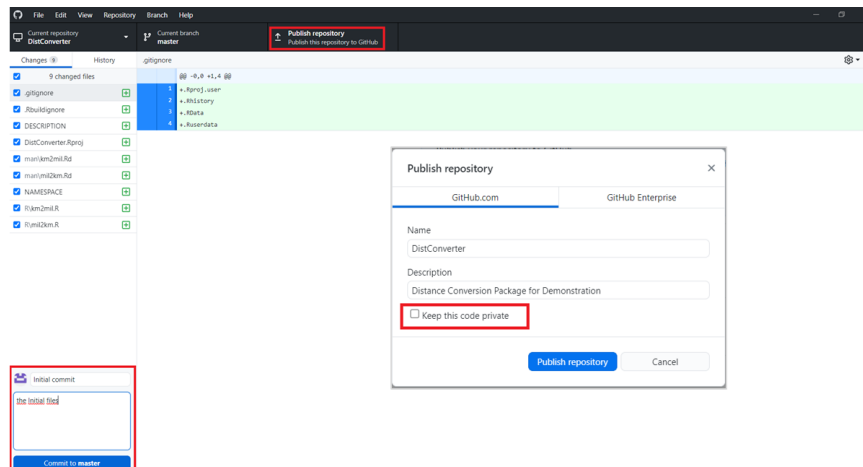 File Edit View Repository Branch Help
Current repository
DistConverter
Current branch
master
Publish repository
Publish this repository to GitHub
Changes 9 History
.gitignore
9 changed files
.gitignore
.Rbuildignore
DESCRIPTION
DistConverter.Rproj
man\km2mil.Rd
man\mil2km.Rd
NAMESPACE
R\km2mil.R
R\mil2km.R
@@ -0,0 +1,4 @@
1 +.Rproj.user
2 +.Rhistory
3 +.RData
4 +.Ruserdata
Publish repository
GitHub.com GitHub Enterprise
Name
DistConverter
Description
Distance Conversion Package for Demonstration
Keep this code private
Publish repository Cancel
Initial commit
the Initial files
Commit to master